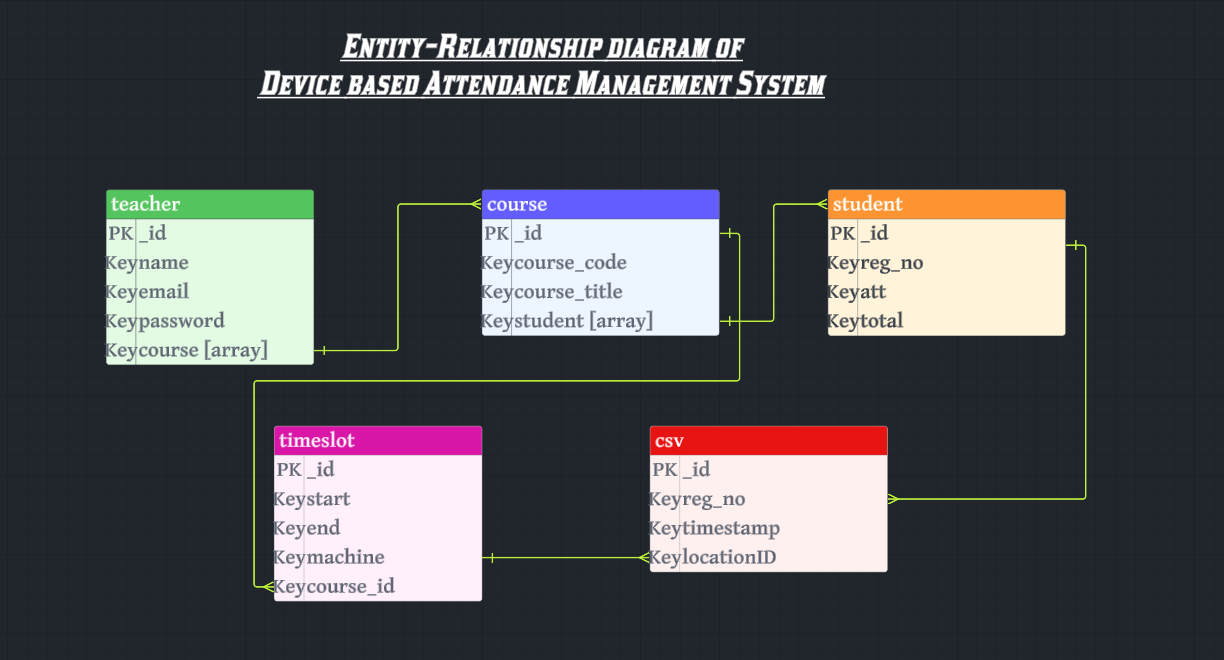 Entity-Relationship diagram of
Device based Attendance Management System
teacher
PK _id
Key name
Key email
Key password
Key course [array]
course
PK _id
Key course_code
Key course_title
Key student [array]
student
PK _id
Key reg_no
Key att
Key total
timeslot
PK _id
Key start
Key end
Key machine
Key course_id
csv
PK _id
Key reg_no
Key timestamp
Key locationID